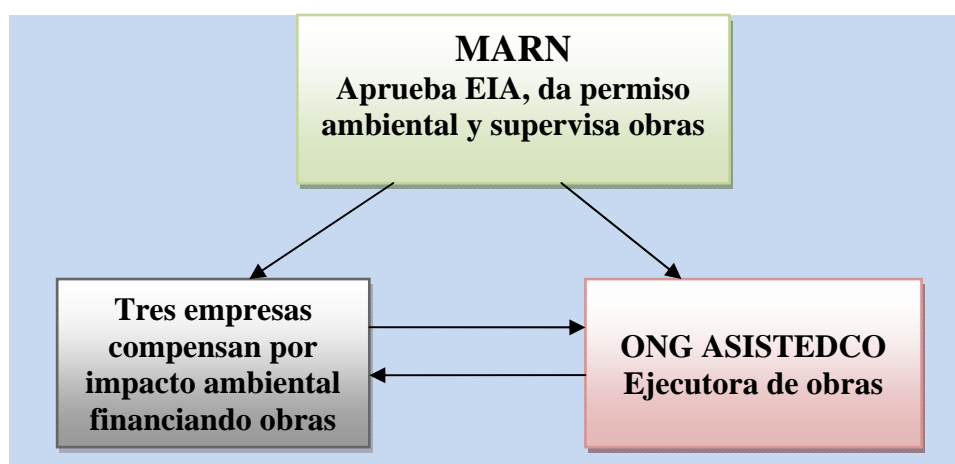 MARN
Aprueba EIA, da permiso
ambiental y supervisa obras
Tres empresas
compensan por
impacto ambiental
financiando obras
ONG ASISTEDCO
Ejecutora de obras